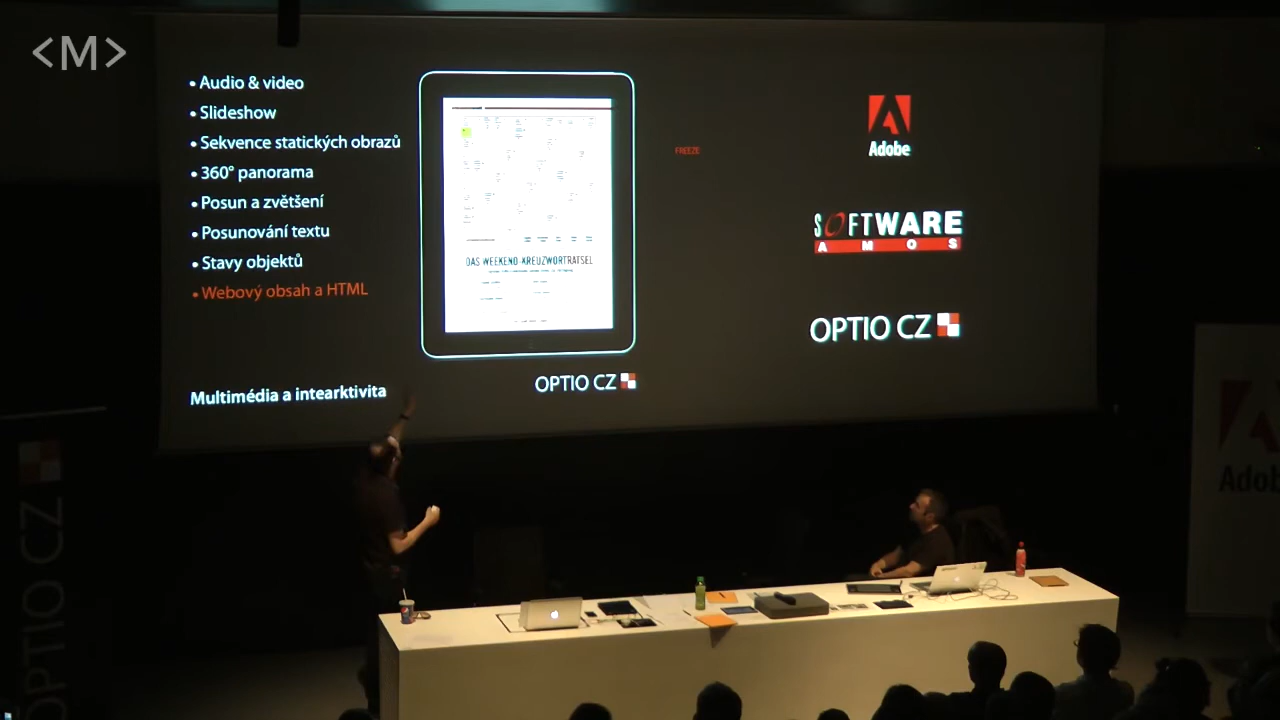 <M>
• Audio & video
• Slideshow
• Sekvence statických obrazů
• 360° panorama
• Posun a zvětšení
• Posunování textu
• Stavy objektů
• Webový obsah a HTML
Multimédia a intearktivita
DAS WEEKEND-KREUZWORTRÄTSEL
OPTIO CZ
FREEZE
Adobe
SOFTWARE
AMOS
OPTIO CZ
OPTIO CZ
Adobe